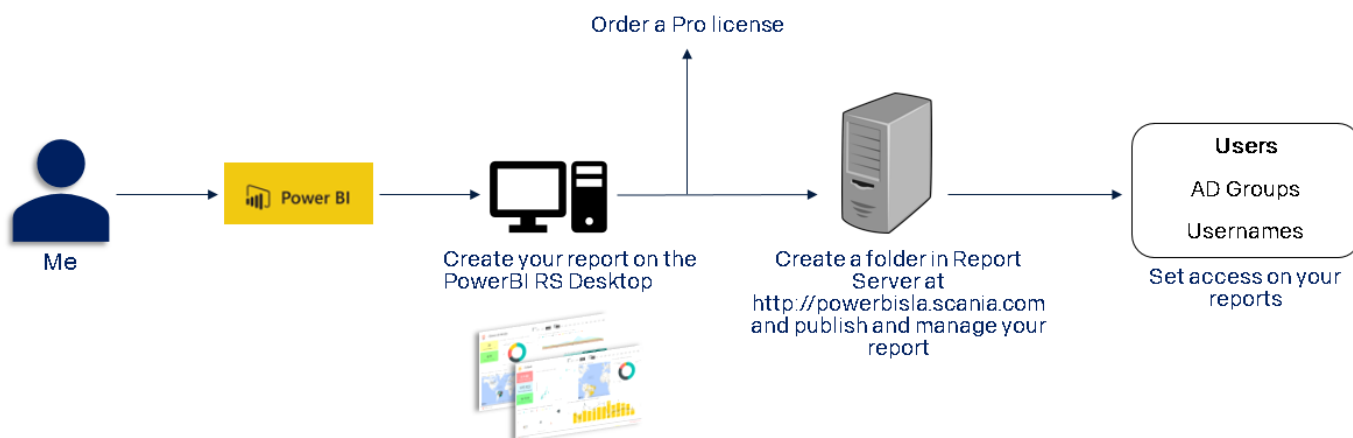 Order a Pro license
Power BI
Me
Create your report on the
PowerBI RS Desktop
Create a folder in Report
Server at
http://powerbisla.scania.com
and publish and manage your
report
Users
AD Groups
Usernames
Set access on your
reports